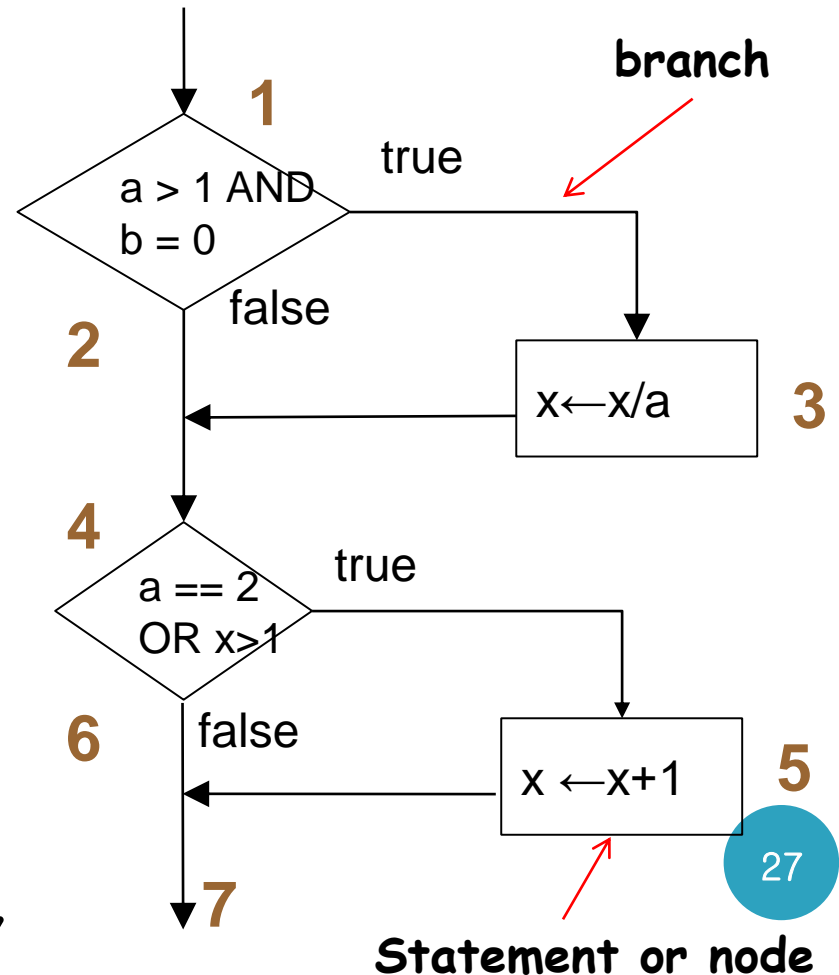 branch
1
true
a > 1 AND
b = 0
false
2
x←x/a
3
4
true
a == 2
OR x>1
6
false
x ←x+1
5
27
7
Statement or node